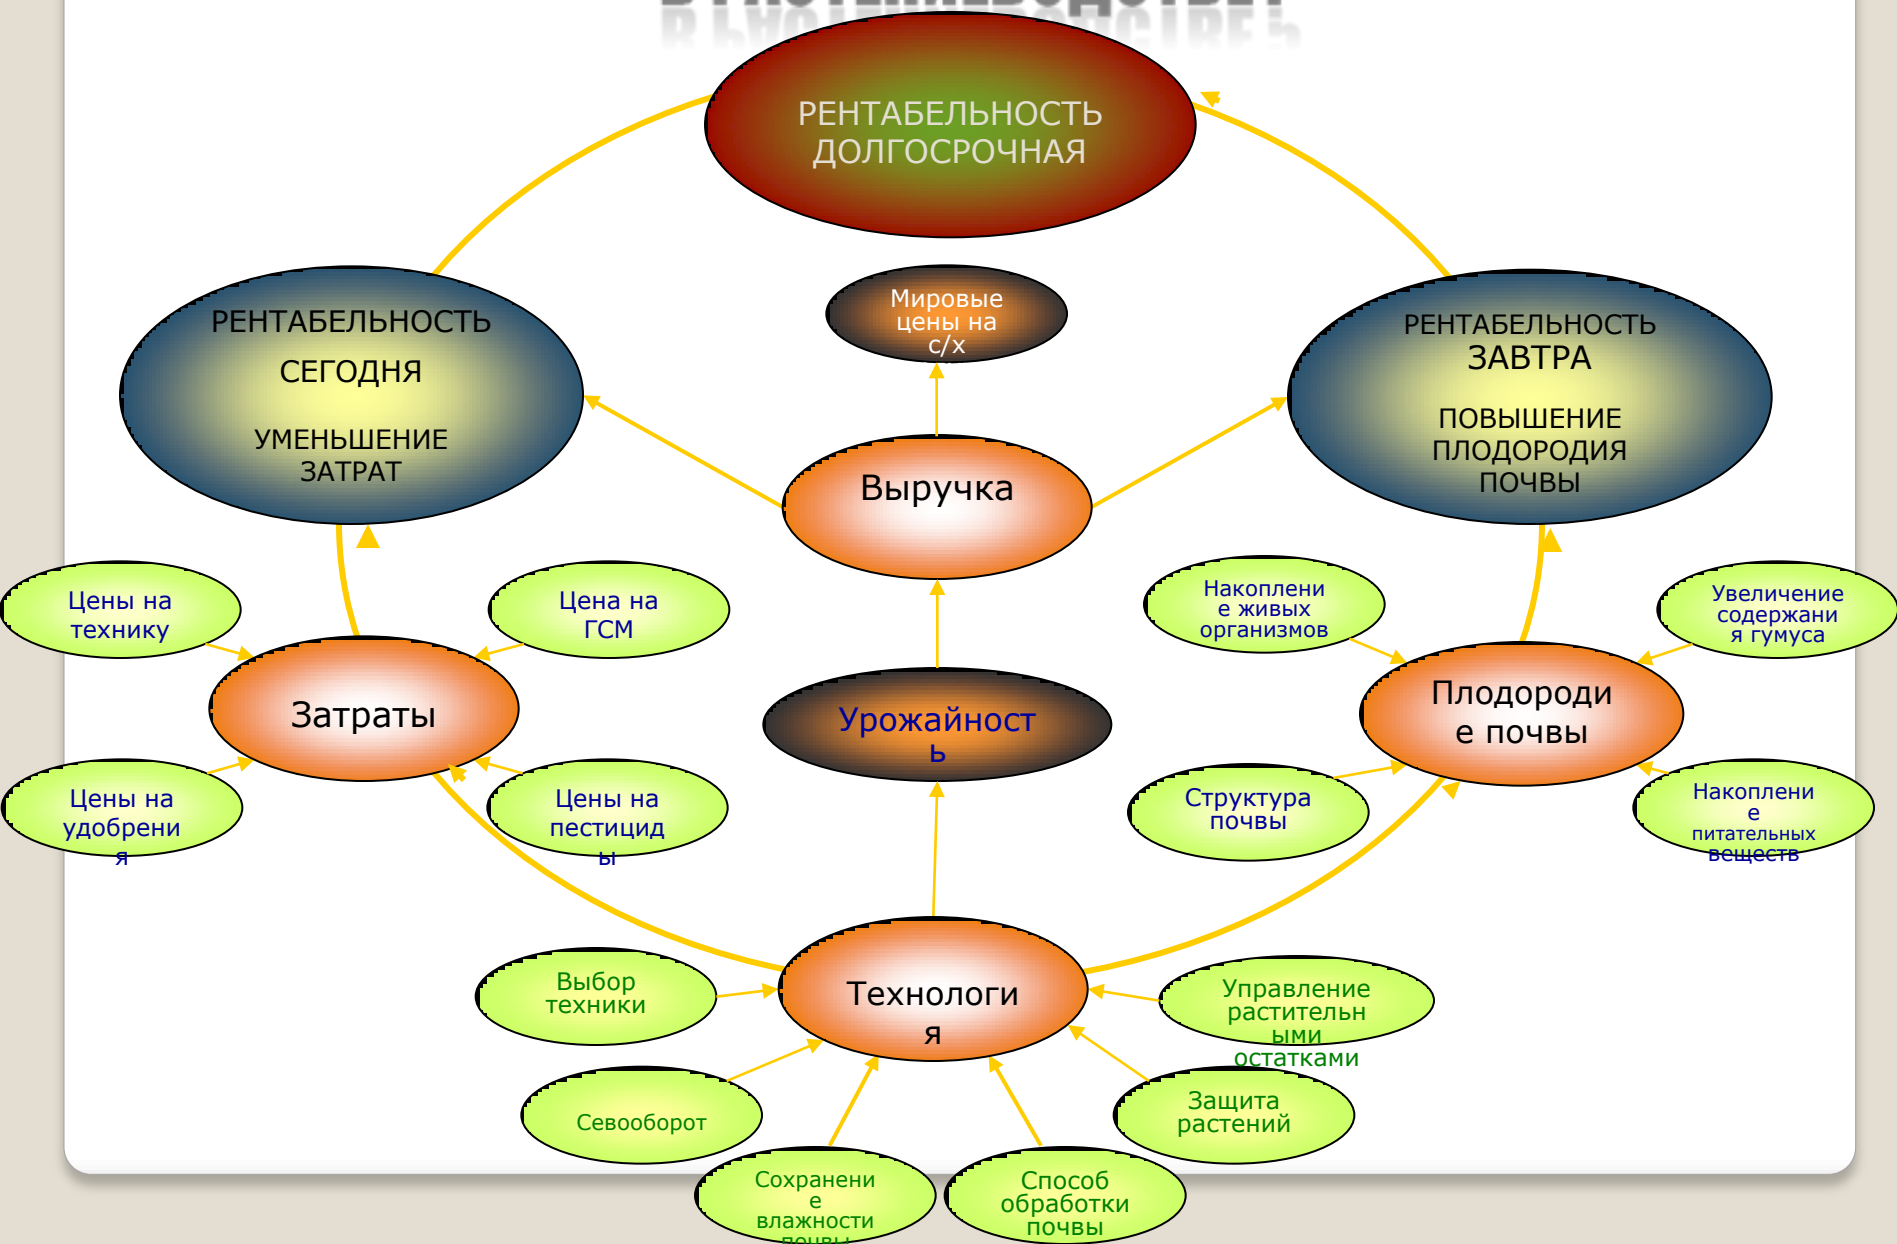 РЕНТАБЕЛЬНОСТЬ
ДОЛГОСРОЧНАЯ
Мировые
цены на
с/х
РЕНТАБЕЛЬНОСТЬ
СЕГОДНЯ
УМЕНЬШЕНИЕ
ЗАТРАТ
РЕНТАБЕЛЬНОСТЬ
ЗАВТРА
ПОВЫШЕНИЕ
ПЛОДОРОДИЯ
ПОЧВЫ
Выручка
Цены на
технику
Цена на
ГСМ
Накоплени
е живых
организмов
Увеличение
содержани
я гумуса
Затраты
Урожайност
ь
Плодороди
е почвы
Цены на
удобрени
я
Цены на
пестицид
ы
Структура
почвы
Накоплени
е
питательных
веществ
Технологи
я
Выбор
техники
Управление
растительн
ыми
остатками
Севооборот
Защита
растений
Сохранени
е
влажности
почвы
Способ
обработки
почвы